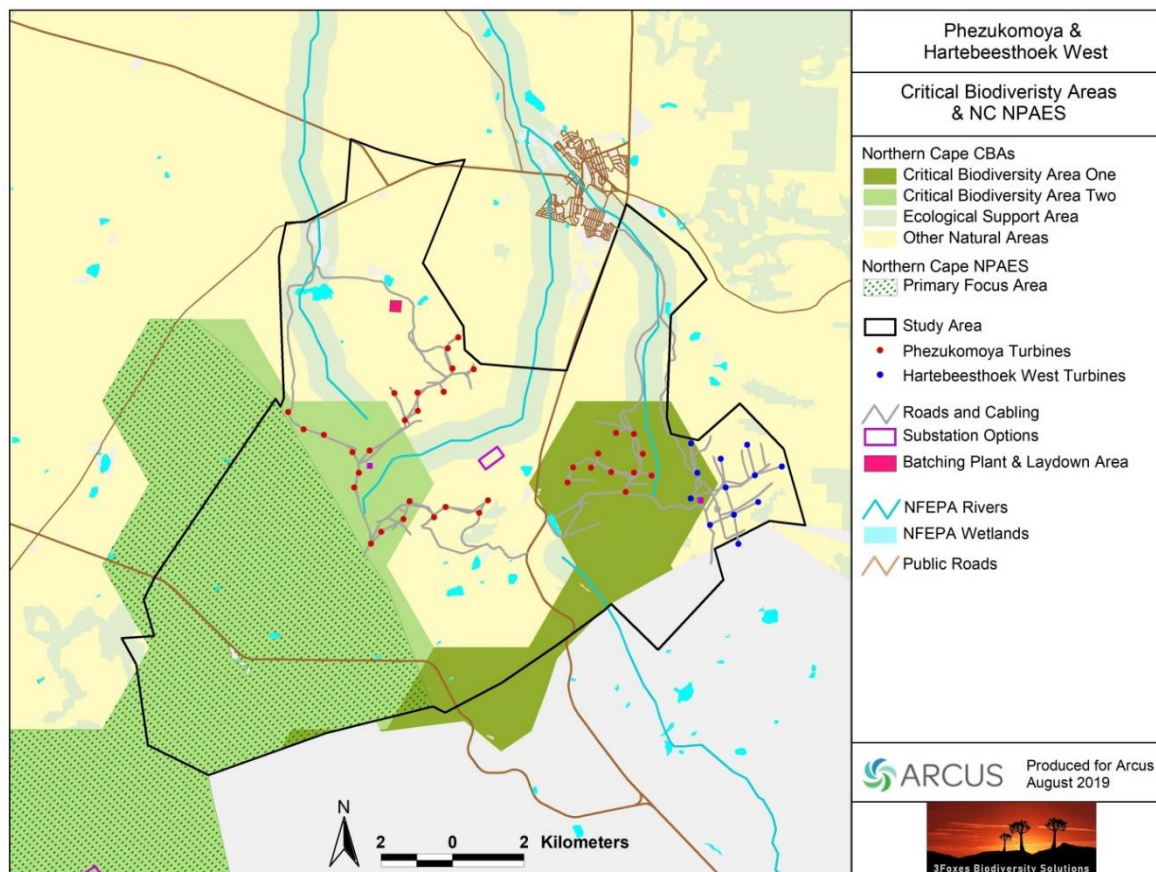 Phezukomoya &
Hartebeesthoek West
Critical Biodiveristy Areas
& NC NPAES
Northern Cape CBAs
Critical Biodiversity Area One
Critical Biodiversity Area Two
Ecological Support Area
Other Natural Areas
Northern Cape NPAES
Primary Focus Area
Study Area
Phezukomoya Turbines
Hartebeesthoek West Turbines
Roads and Cabling
Substation Options
Batching Plant & Laydown Area
NFEPA Rivers
NFEPA Wetlands
Public Roads
N
2 0 2 Kilometers
ARCUS
Produced for Arcus
August 2019
3Foxes Biodiversity Solutions